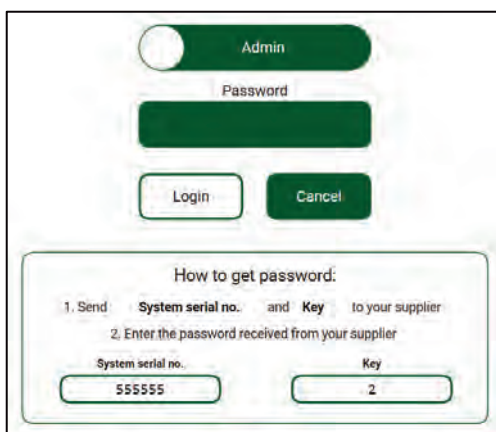 Admin
Password
Login Cancel
How to get password:
1. Send System serial no. and Key to your supplier
2. Enter the password received from your supplier
System serial no. Key
555555 2